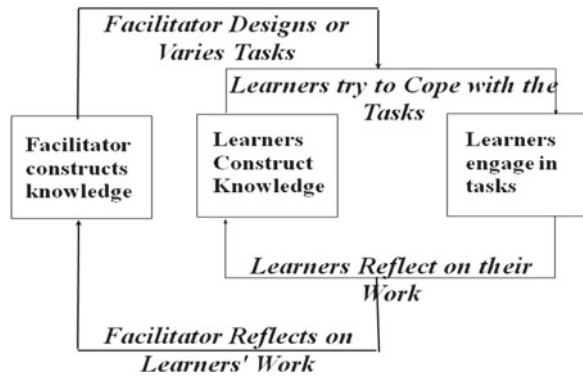 Facilitator Designs or
Varies Tasks
Learners try to Cope with the
Tasks
Facilitator
constructs
knowledge
Learners
Construct
Knowledge
Learners
engage in
tasks
Learners Reflect on their
Work
Facilitator Reflects on
Learners' Work